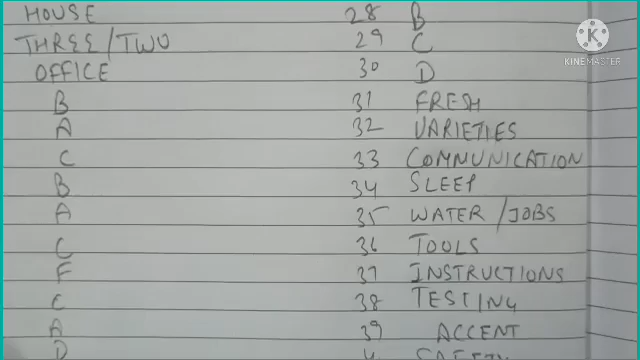 HOUSE 28 B
THREE/TWO 29 C
OFFICE 30 D
B 31 FRESH
A 32 VARIETIES
C 33 COMMUNICATION
B 34 SLEEP
A 35 WATER/JOBS
C 36 TOOLS
F 37 INSTRUCTIONS
C 38 TESTING
A 39 ACCENT
D SAFETY
KINEMASTER